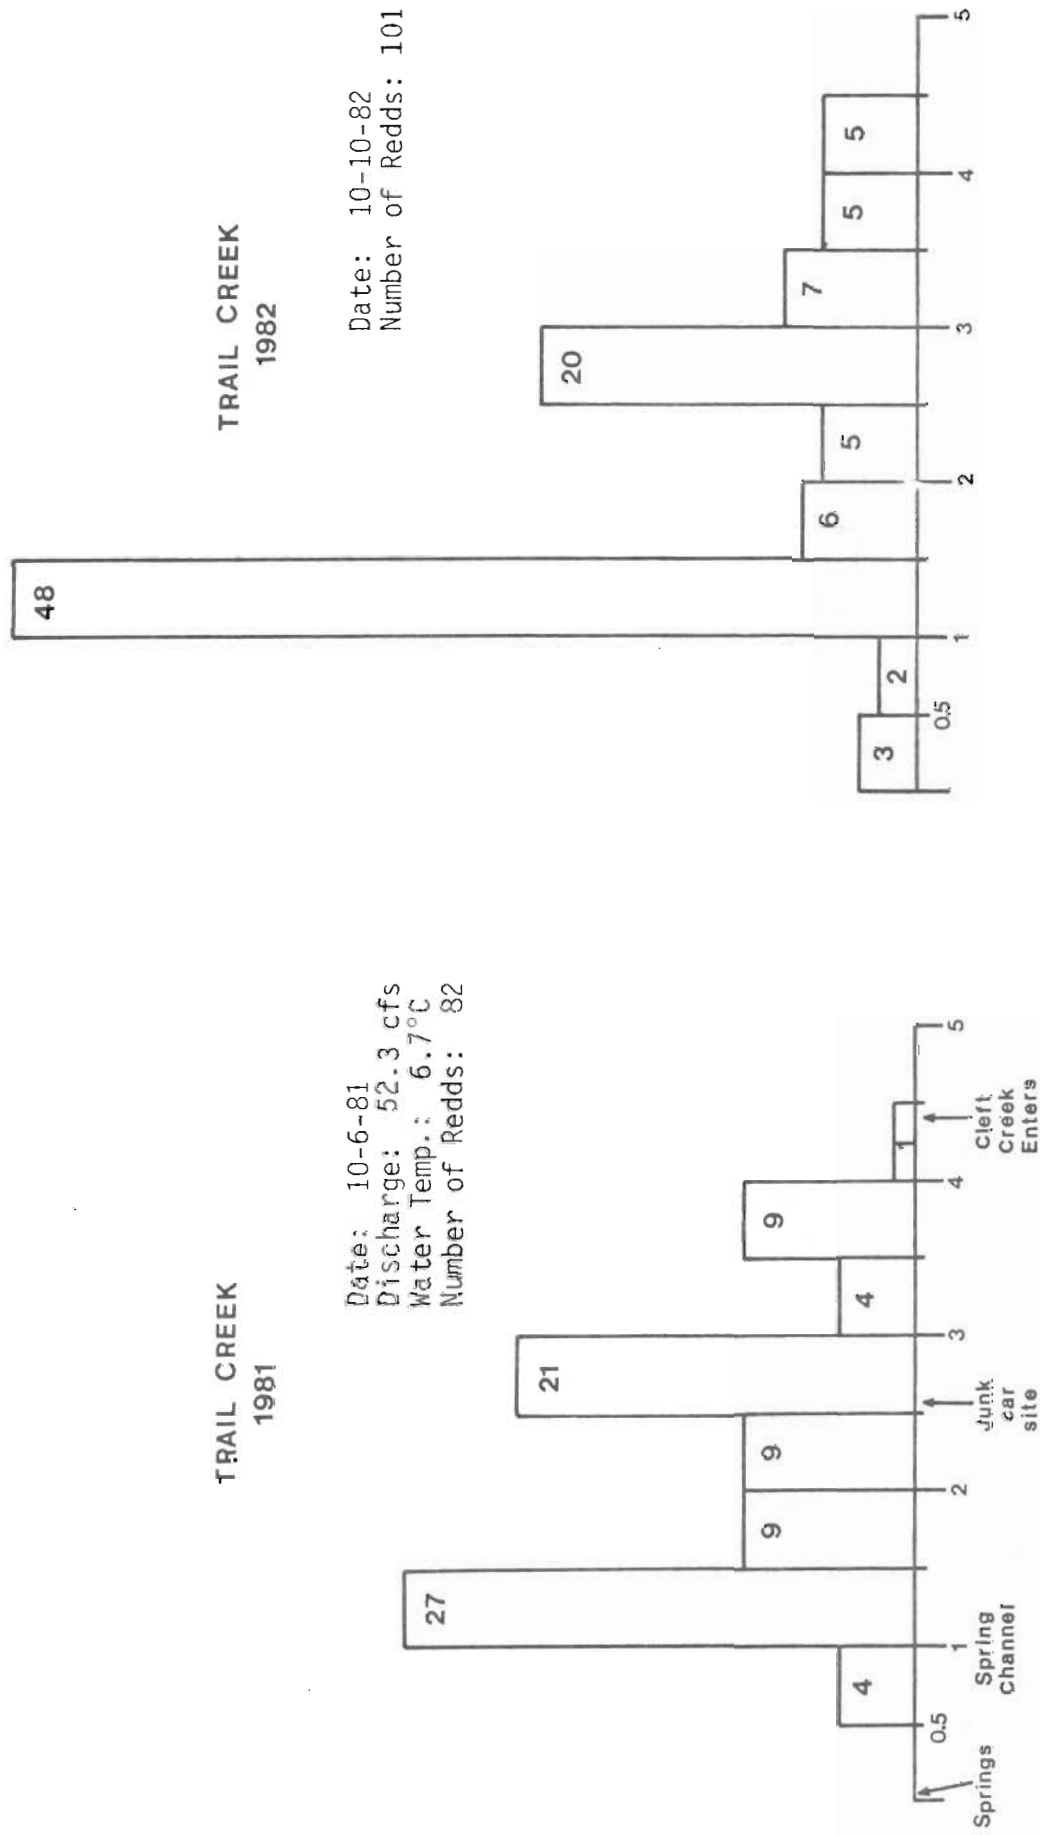 TRAIL CREEK
1981
Date: 10-6-81
Discharge: 52.3 cfs
Water Temp.: 6.7°C
Number of Redds: 82
4
27
9
9
21
4
9
1
0.5
1
2
3
4
5
Springs
Spring
Channel
Junk
car
site
Cleft
Creek
Enters
TRAIL CREEK
1982
Date: 10-10-82
Number of Redds: 101
3
2
48
6
5
20
7
5
5
0.5
1
2
3
4
5